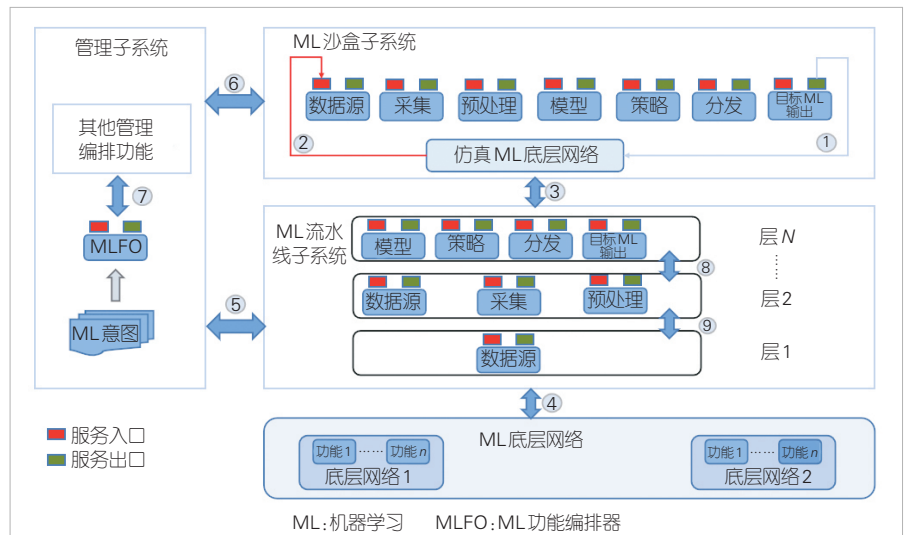 管理子系统
其他管理
编排功能
⑦
MLFO
ML意图
⑥
⑤
ML沙盒子系统
数据源 采集 预处理 模型 策略 分发 目标ML
输出
② ①
仿真ML底层网络
③
ML流水
线子系统
模型 策略 分发 目标ML
输出
层N
⑧
……
数据源 采集 预处理
层2
⑨
数据源
层1
④
ML底层网络
功能1 …… 功能n
底层网络1
功能1 …… 功能n
底层网络2
服务入口
服务出口
ML:机器学习 MLFO:ML功能编排器